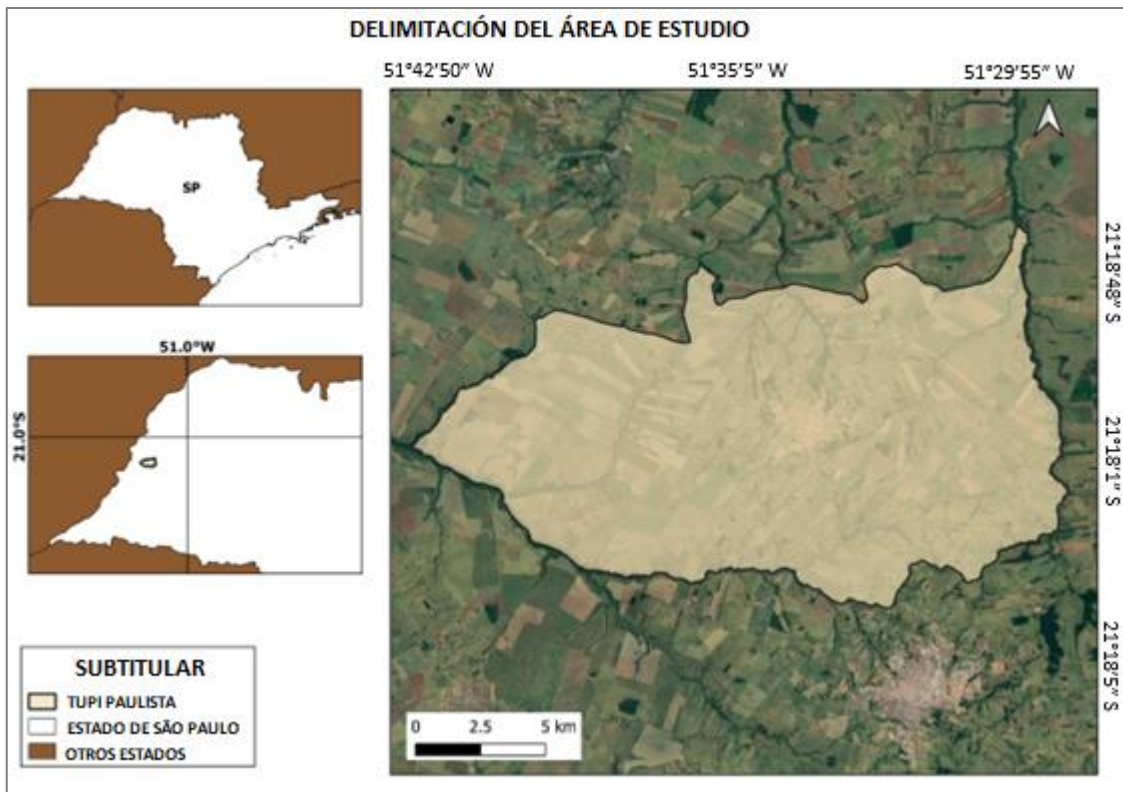 DELIMITACIÓN DEL ÁREA DE ESTUDIO
51°42'50" W
51°35'5" W
51°29'55" W
SP
21°18'48" S
51.0°W
21.0°S
21°18'1" S
21°18'5" S
SUBTITULAR
TUPI PAULISTA
ESTADO DE SÃO PAULO
OTROS ESTADOS
0 2.5 5 km